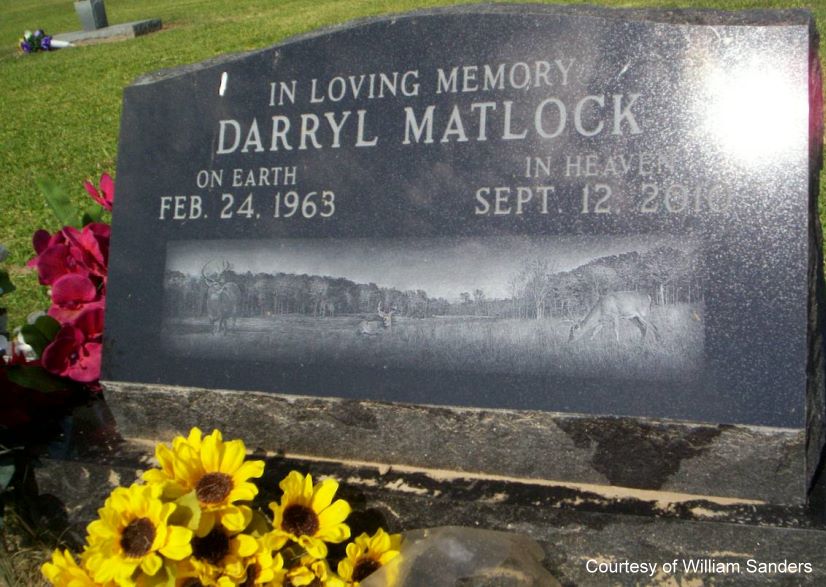 IN LOVING MEMORY
DARRYL MATLOCK
ON EARTH
FEB. 24. 1963
IN HEAVEN
SEPT. 12. 2010
Courtesy of William Sanders